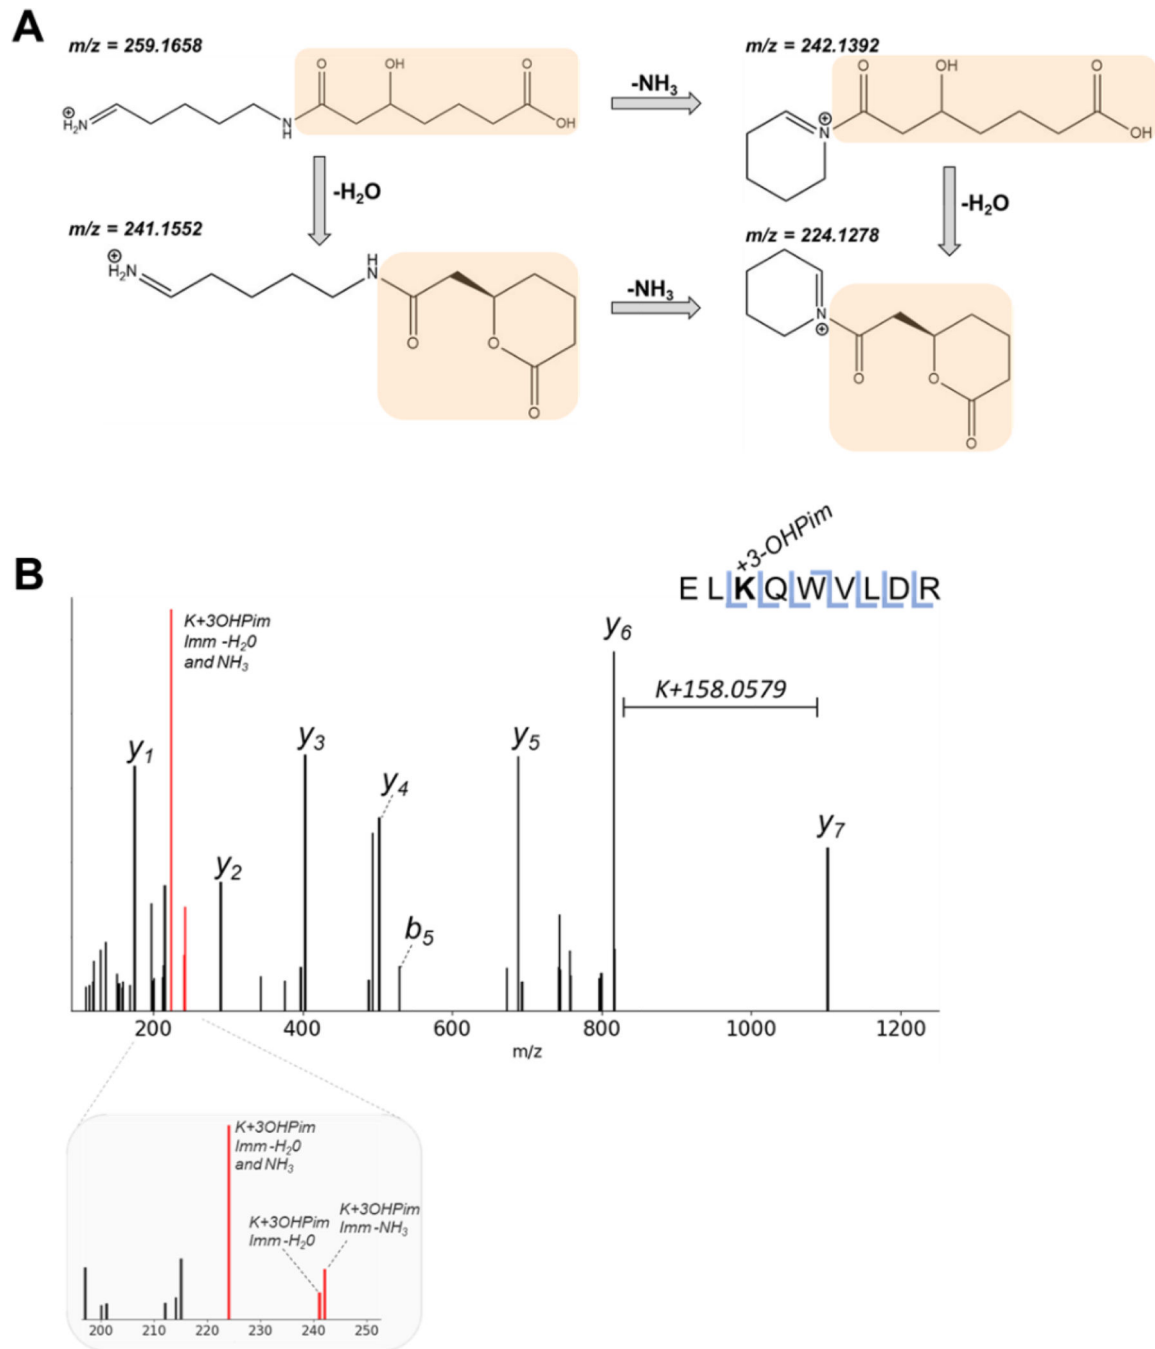 A
m/z = 259.1658
O
OH
O
⊕
H₂N
N
H
OH
-NH₃
m/z = 242.1392
O
OH
O
⊕
N
OH
-H₂O
-H₂O
m/z = 241.1552
⊕
H₂N
H
N
O
O
O
-NH₃
m/z = 224.1278
N
⊕
O
O
O
B
+3-OHPim
E L K Q W V L D R
K+3OHPim
Imm -H₂0
and NH₃
y₆
K+158.0579
y₁
y₃
y₅
y₄
y₂
y₇
b₅
200 400 600 800 1000 1200
m/z
K+3OHPim
Imm-H₂0
and NH₃
K+3OHPim
Imm-NH₃
K+3OHPim
Imm-H₂0
200 210 220 230 240 250